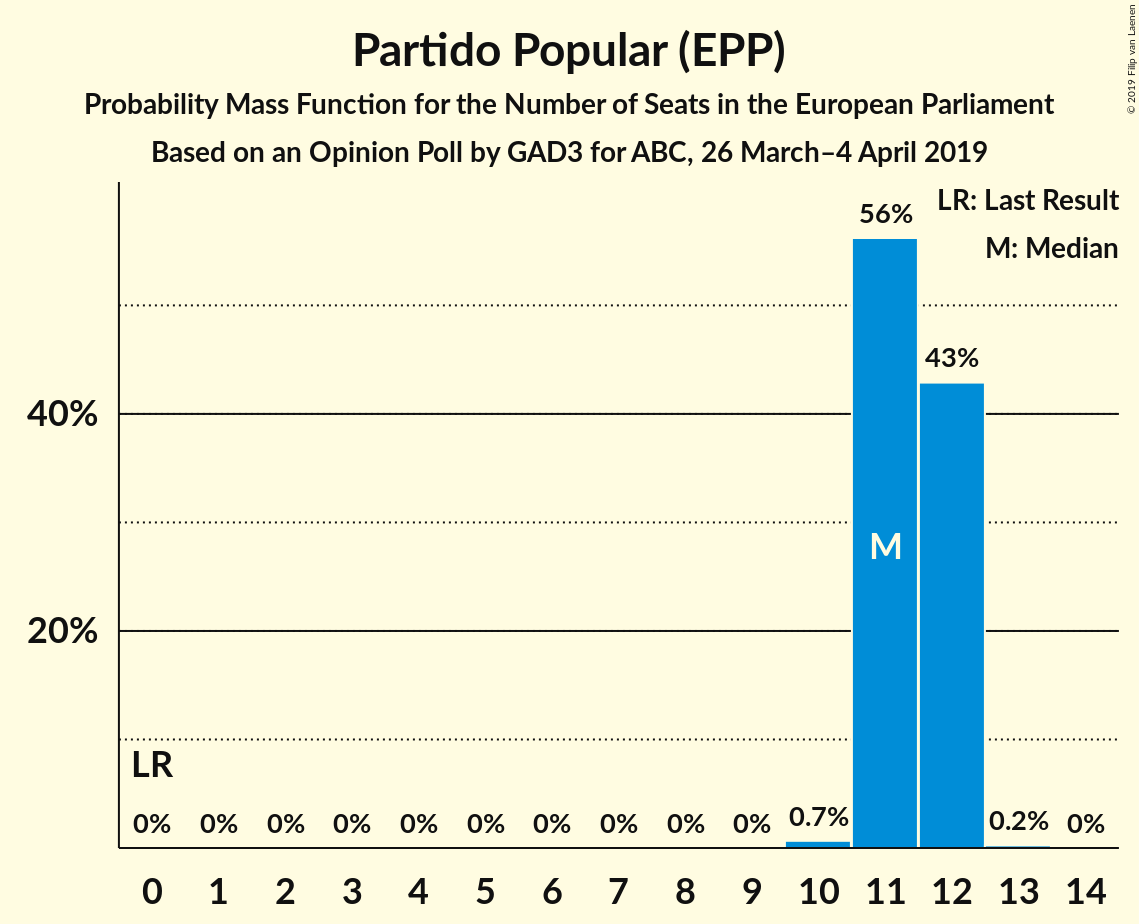 Partido Popular (EPP)
Probability Mass Function for the Number of Seats in the European Parliament
Based on an Opinion Poll by GAD3 for ABC, 26 March–4 April 2019
© 2019 Filip van Laenen
LR: Last Result
M: Median
56%
43%
40%
M
20%
LR
0% 0% 0% 0% 0% 0% 0% 0% 0% 0% 0.7% 0.2% 0%
0 1 2 3 4 5 6 7 8 9 10 11 12 13 14